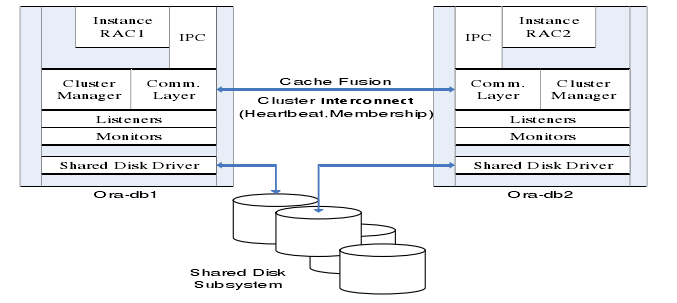 Instance
RAC1
IPC
Cluster
Manager
Comm.
Layer
Listeners
Monitors
Shared Disk Driver
Ora-db1
Cache Fusion
Cluster Interconnect
(Heartbeat.Membership)
IPC
Instance
RAC2
Comm.
Layer
Cluster
Manager
Listeners
Monitors
Shared Disk Driver
Ora-db2
Shared Disk
Subsystem